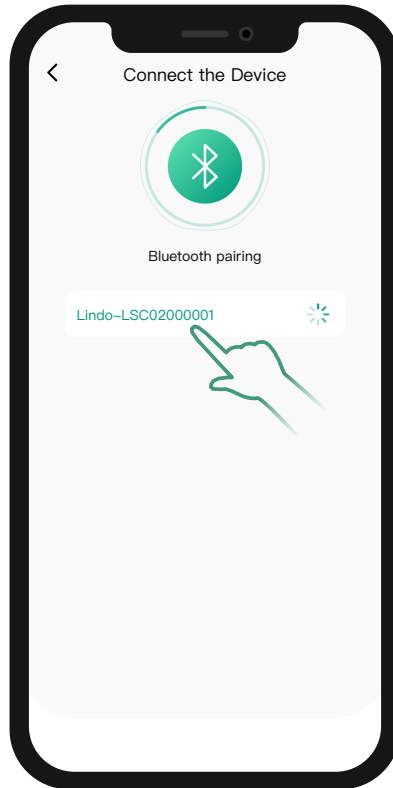 Connect the Device
Bluetooth pairing
Lindo-LSC02000001